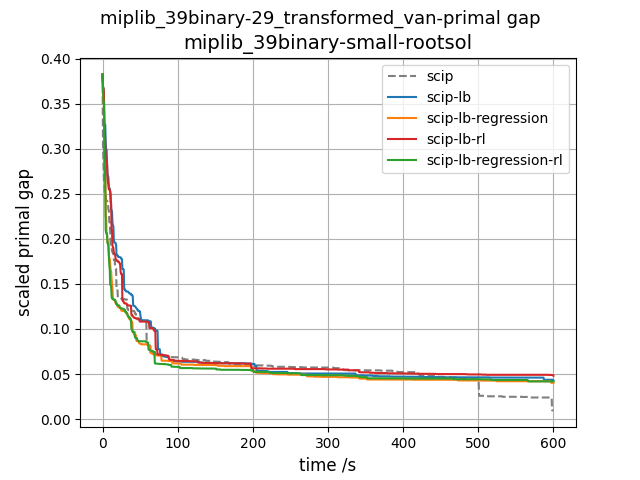 miplib_39binary-29_transformed_van-primal gap
miplib_39binary-small-rootsol
scaled primal gap
0.40
0.35
0.30
0.25
0.20
0.15
0.10
0.05
0.00
scip
scip-lb
scip-lb-regression
scip-lb-rl
scip-lb-regression-rl
0 100 200 300 400 500 600
time /s